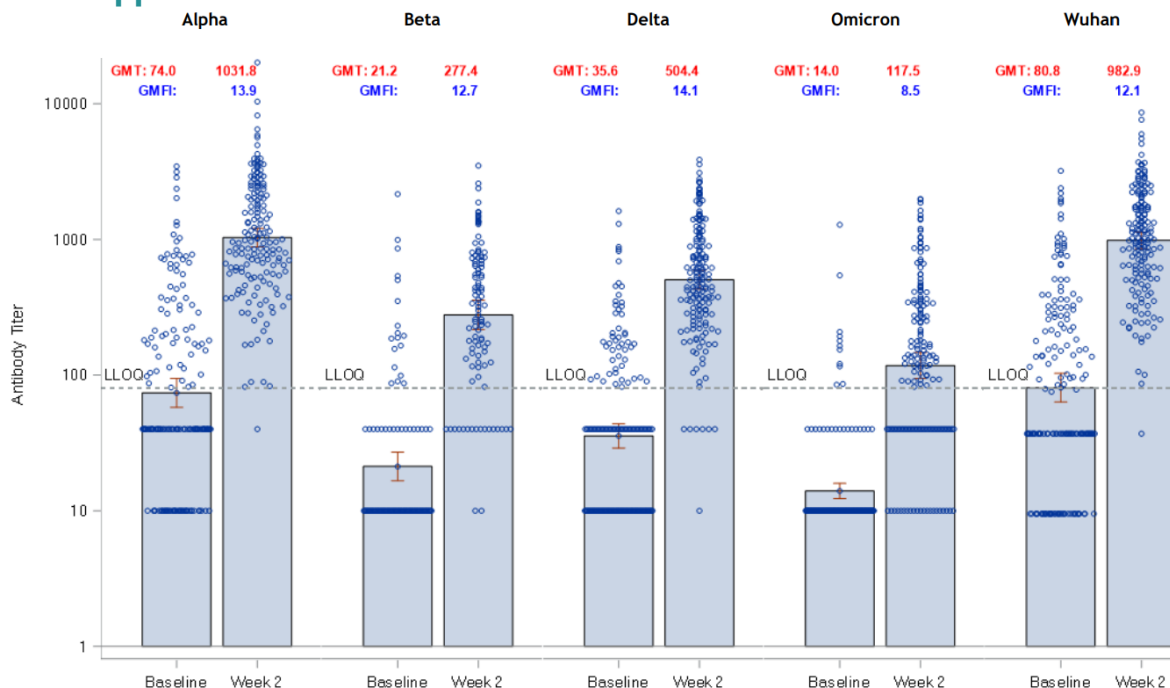 Alpha Beta Delta Omicron Wuhan
GMT: 74.0 1031.8 GMT: 21.2 277.4 GMT: 35.6 504.4 GMT: 14.0 117.5 GMT: 80.8 982.9
GMFI: 13.9 GMFI: 12.7 GMFI: 14.1 GMFI: 8.5 GMFI: 12.1
10000
1000
100
10
1
Antibody Titer
LLOQ LLOQ LLOQ LLOQ LLOQ
Baseline Week 2 Baseline Week 2 Baseline Week 2 Baseline Week 2 Baseline Week 2